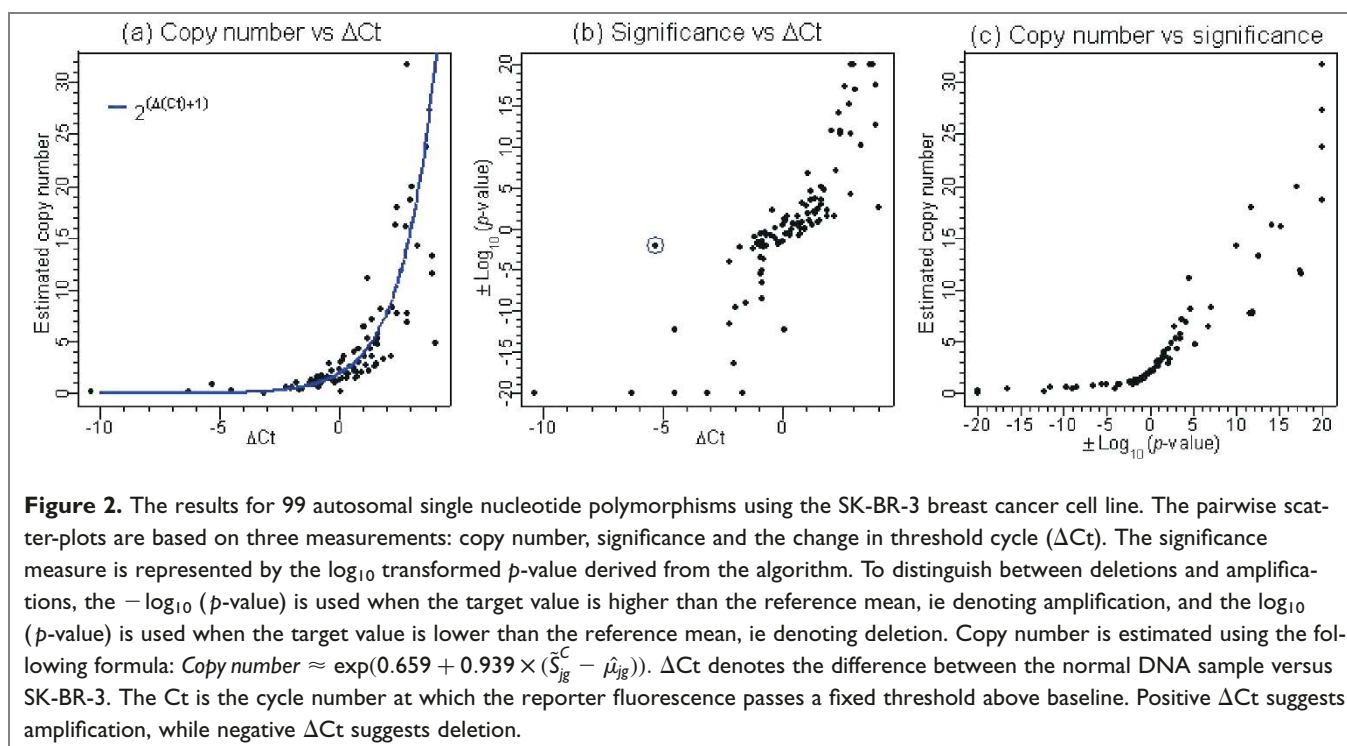 (a) Copy number vs ΔCt
(b) Significance vs ΔCt
(c) Copy number vs significance
Estimated copy number
30
25
20
15
10
5
0
2^(Δ(Ct)+1)
-10
-5
0
ΔCt
± Log10 (p-value)
20
15
10
5
0
-5
-10
-15
-20
-10
-5
0
ΔCt
Estimated copy number
30
25
20
15
10
5
0
-20
-15
-10
-5
0
5
10
15
20
± Log10 (p-value)
Figure 2. The results for 99 autosomal single nucleotide polymorphisms using the SK-BR-3 breast cancer cell line. The pairwise scat-
ter-plots are based on three measurements: copy number, significance and the change in threshold cycle (ΔCt). The significance
measure is represented by the log10 transformed p-value derived from the algorithm. To distinguish between deletions and amplifica-
tions, the −log10 (p-value) is used when the target value is higher than the reference mean, ie denoting amplification, and the log10
(p-value) is used when the target value is lower than the reference mean, ie denoting deletion. Copy number is estimated using the fol-
lowing formula: Copy number ≈ exp(0.659 + 0.939 × (S̃_jg^C − μ̂_jg)). ΔCt denotes the difference between the normal DNA sample versus
SK-BR-3. The Ct is the cycle number at which the reporter fluorescence passes a fixed threshold above baseline. Positive ΔCt suggests
amplification, while negative ΔCt suggests deletion.